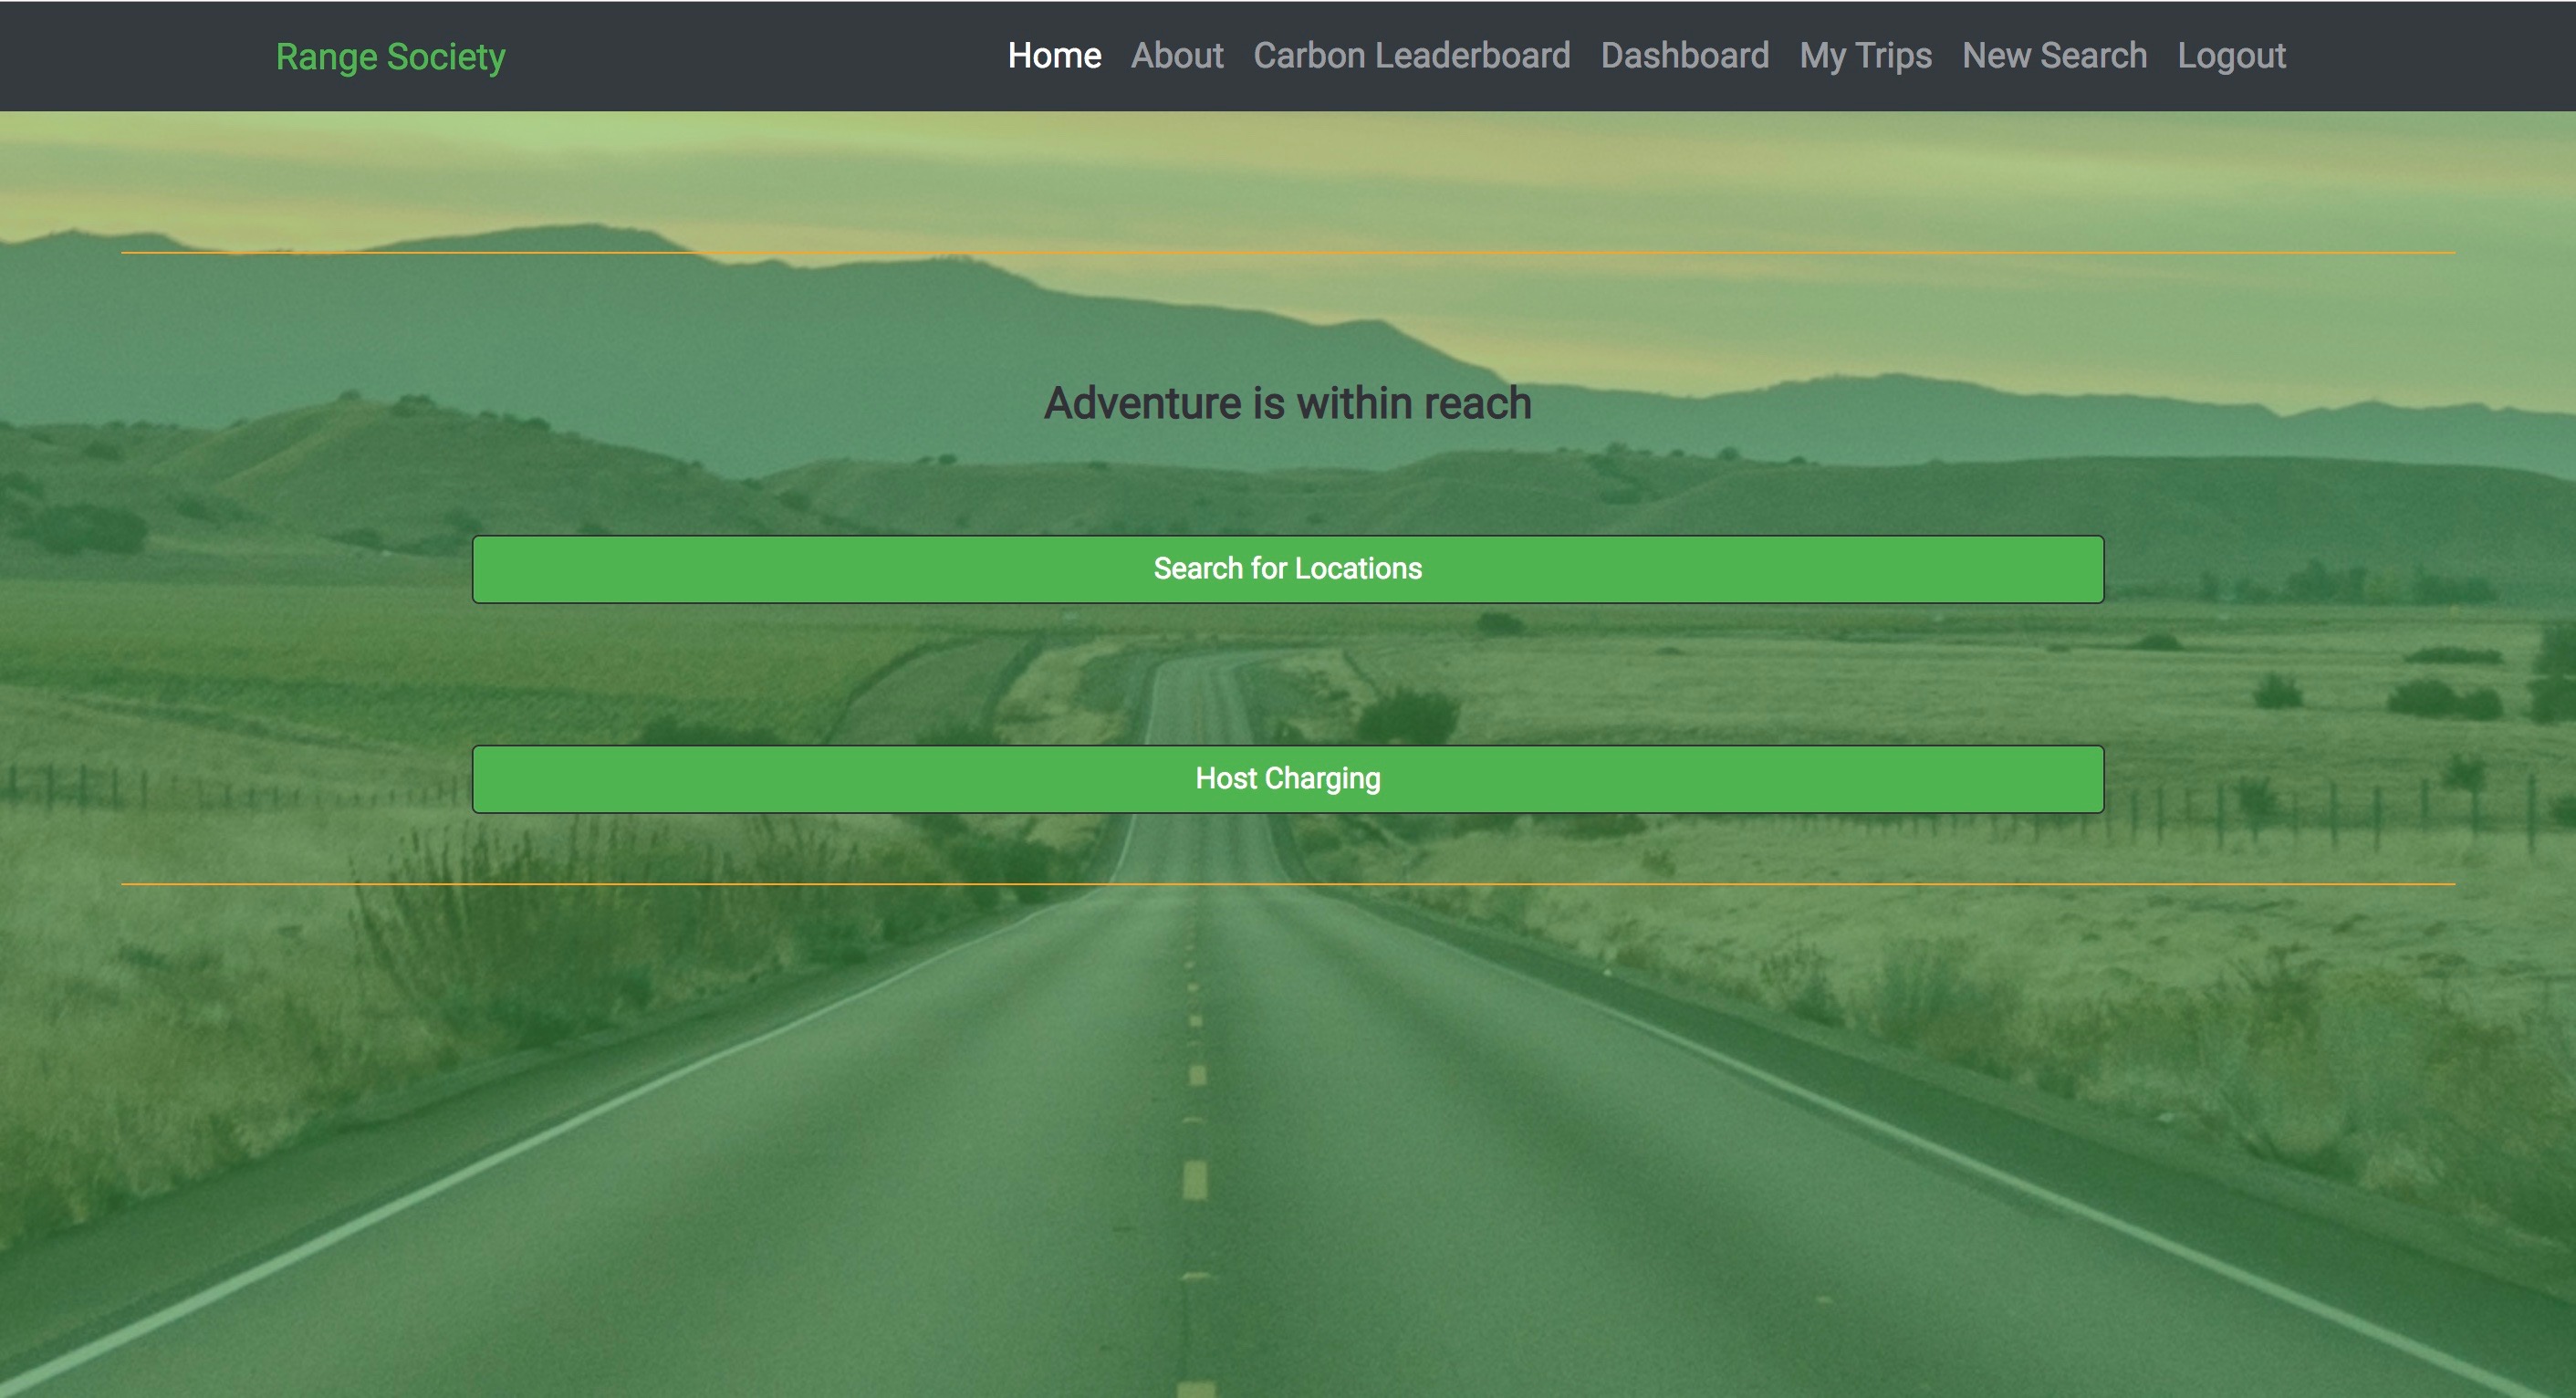 Range Society
Home About Carbon Leaderboard Dashboard My Trips New Search Logout
Adventure is within reach
Search for Locations
Host Charging